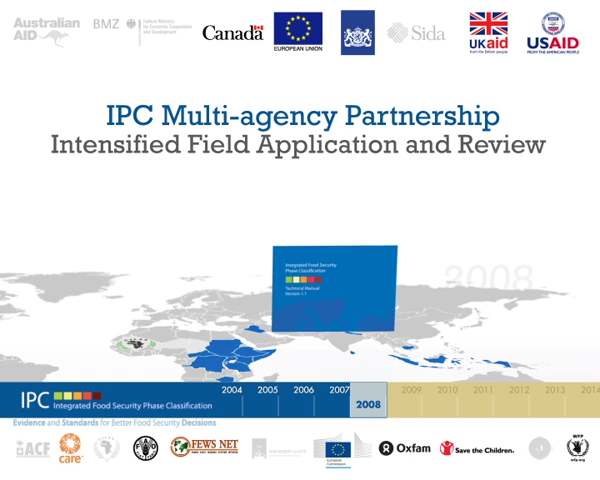 Australian
AID
BMZ
Federal Ministry
for Economic Cooperation
and Development
Canada
EUROPEAN UNION
Sida
UKaid
from the British people
USAID
FROM THE AMERICAN PEOPLE
IPC Multi-agency Partnership
Intensified Field Application and Review
2008
Integrated Food Security
Phase Classification
Technical Manual
Version 1.1
IPC
Integrated Food Security Phase Classification
2004
2005
2006
2007
2008
2009
2010
2011
2012
2013
2014
Evidence and Standards for Better Food Security Decisions
ACF
care
FAO
FEWS NET
European
Commission
Oxfam
Save the Children.
WFP